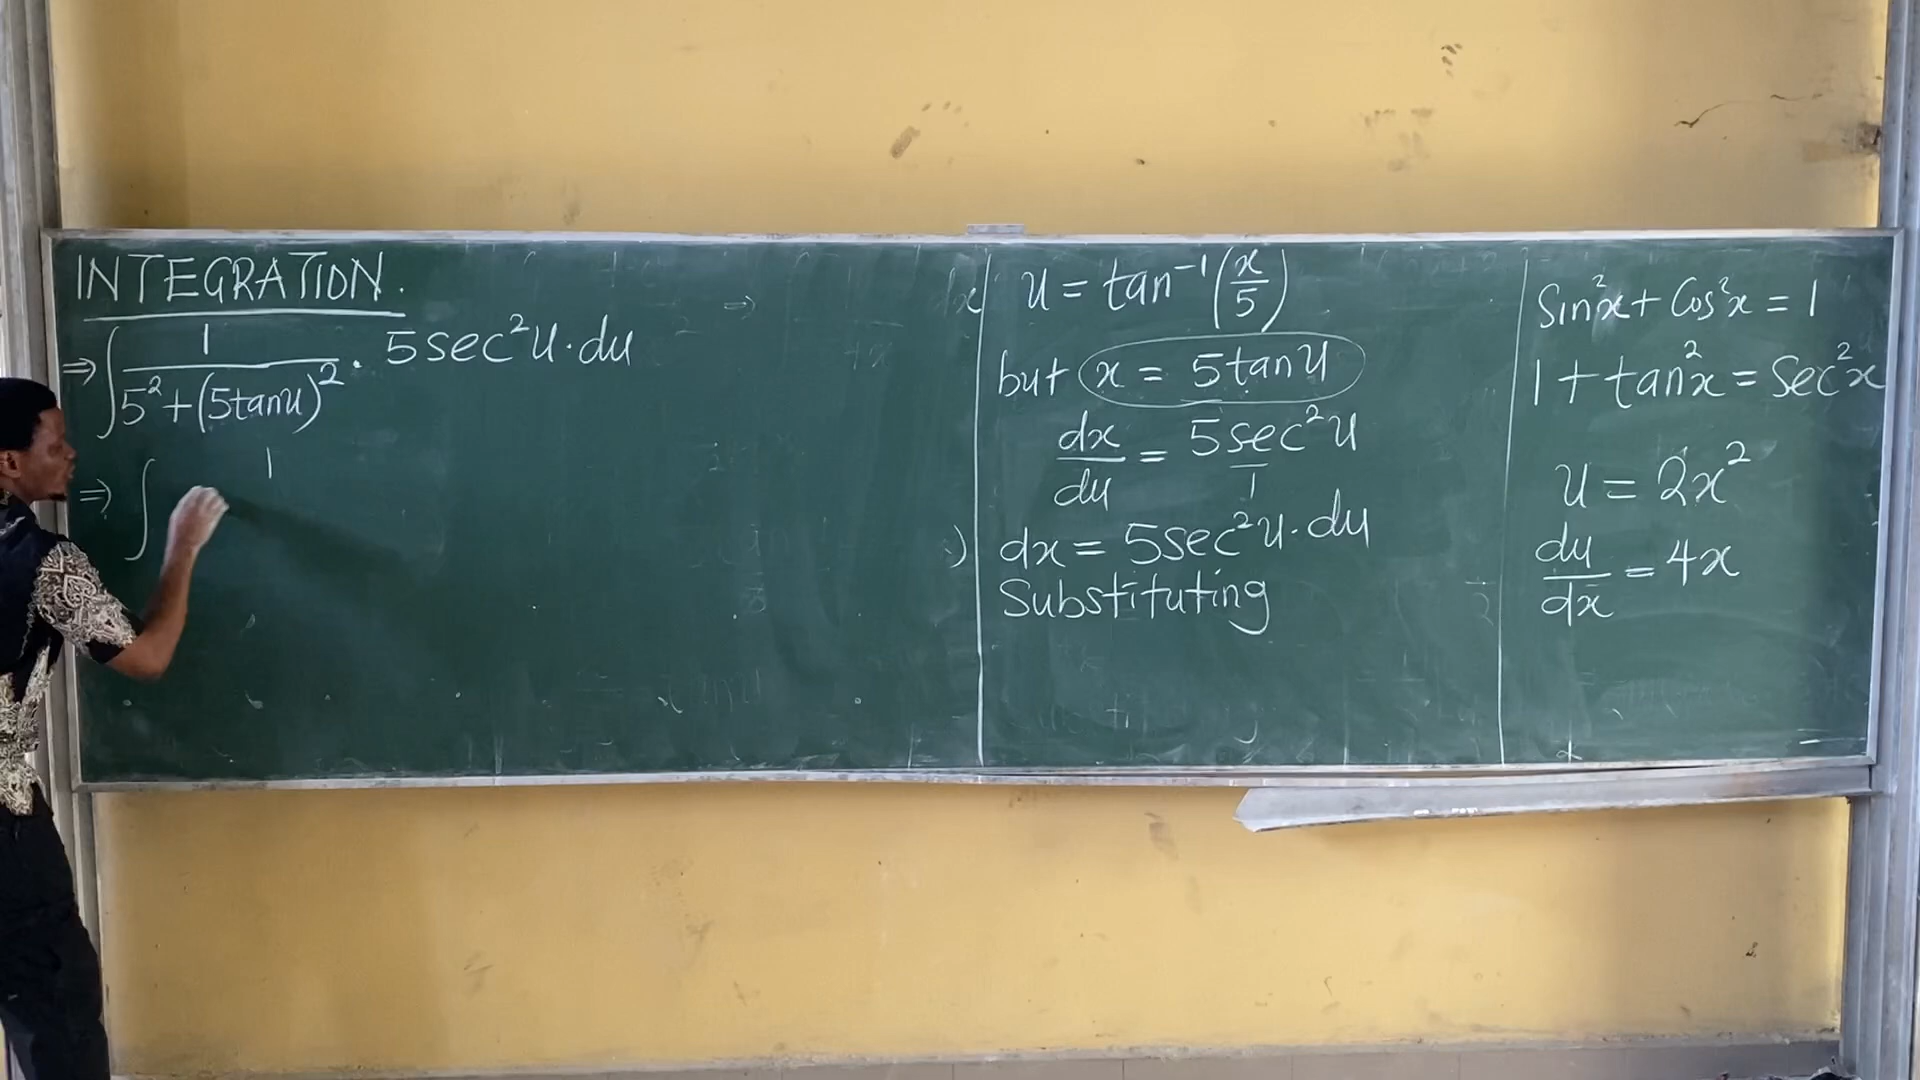 INTEGRATION.
⇒ ∫ 1/(5² + (5tanu)²) · 5sec²u·du
⇒ ∫ 1
u = tan⁻¹(x/5)
but x = 5tanu
dx/du = 5sec²u/1
dx = 5sec²u·du
Substituting
Sin²x + Cos²x = 1
1 + tan²x = Sec²x
u = 2x²
du/dx = 4x